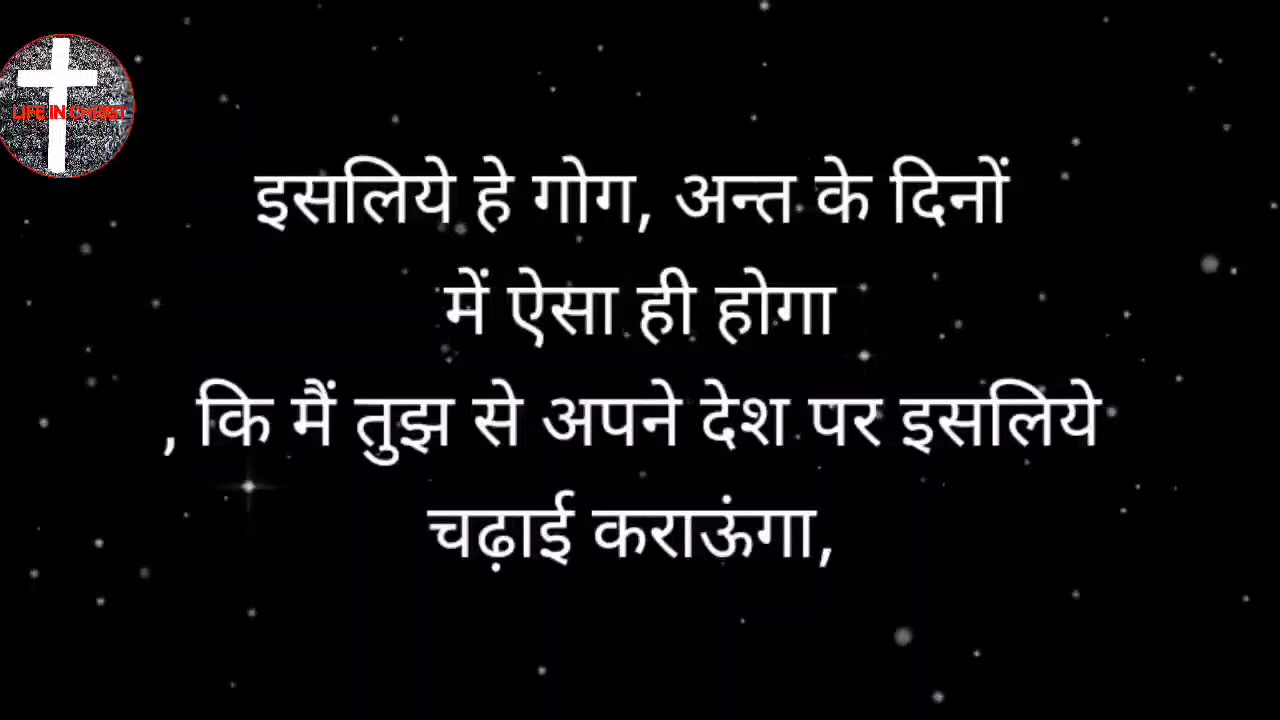 LIFE IN CHRIST
इसलिये हे गोग, अन्त के दिनों
में ऐसा ही होगा
, कि मैं तुझ से अपने देश पर इसलिये
चढ़ाई कराऊंगा,